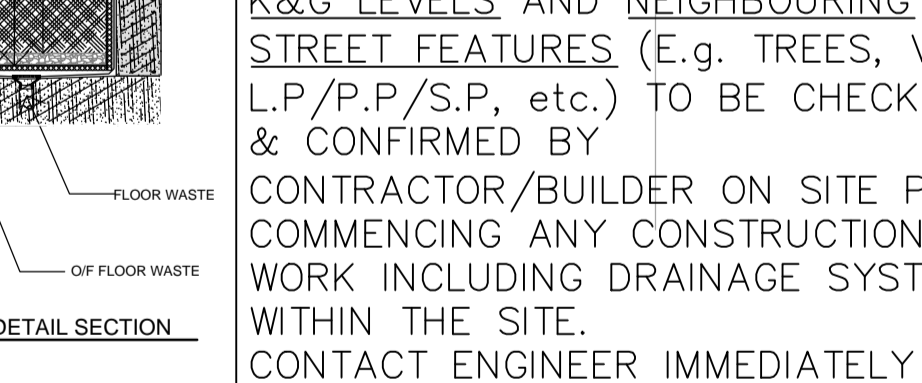 K&G LEVELS AND NEIGHBOURING
STREET FEATURES (E.g. TREES,
L.P/P.P/S.P, etc.) TO BE CHECK
& CONFIRMED BY
CONTRACTOR/BUILDER ON SITE P
COMMENCING ANY CONSTRUCTION
WORK INCLUDING DRAINAGE SYST
WITHIN THE SITE.
CONTACT ENGINEER IMMEDIATELY
FLOOR WASTE
O/F FLOOR WASTE
DETAIL SECTION